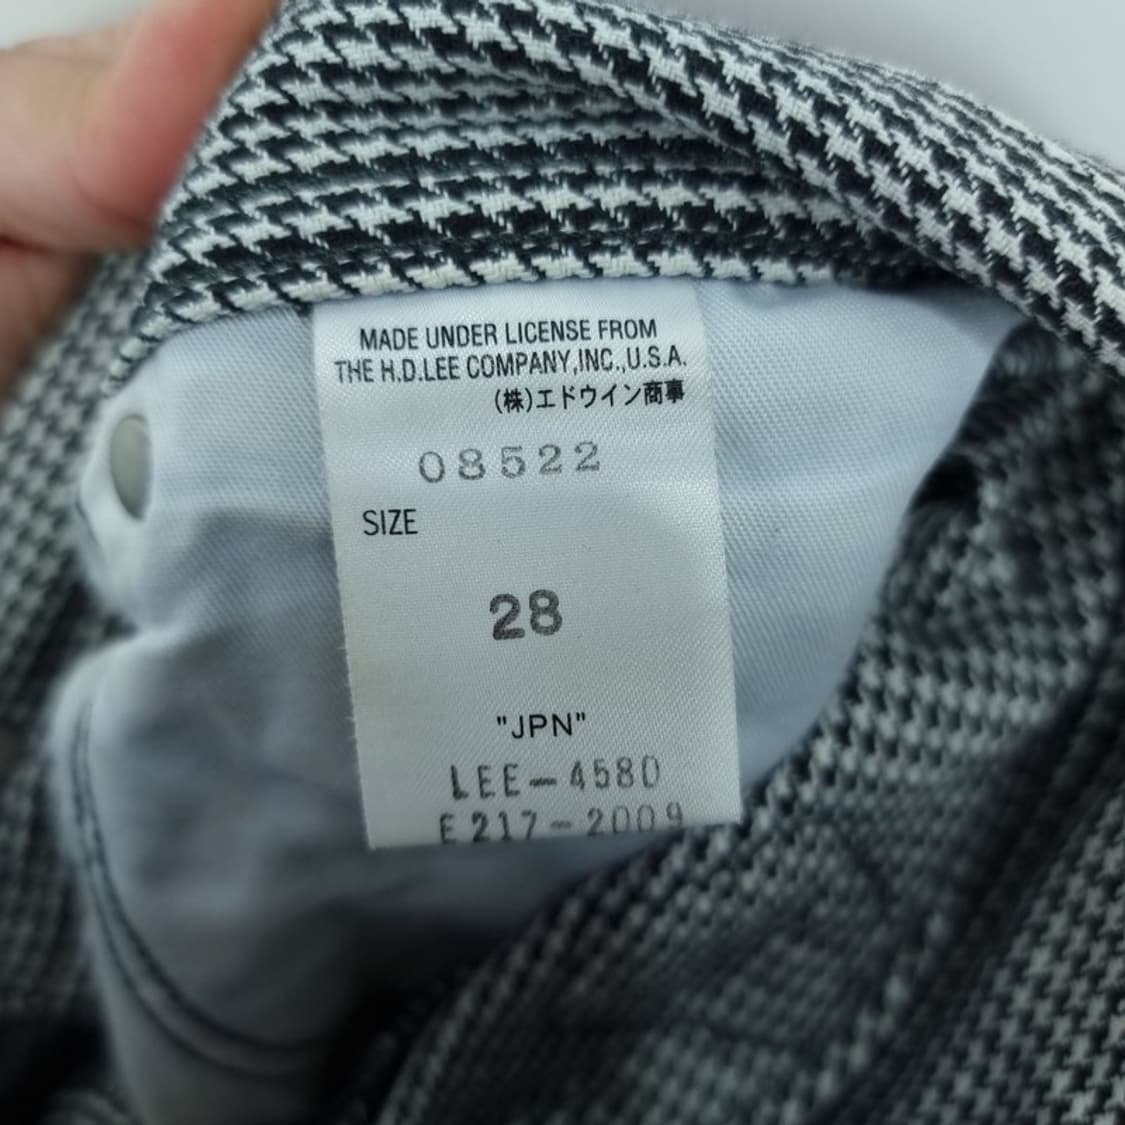 MADE UNDER LICENSE FROM
THE H.D.LEE COMPANY,INC.,U.S.A.
(株)エドウイン商事
08522
SIZE
28
"JPN"
LEE-4580
E217-2009